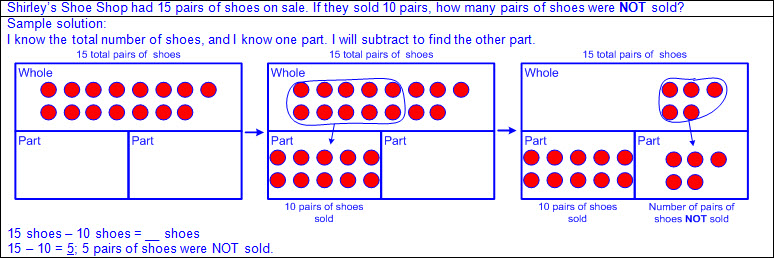 Shirley's Shoe Shop had 15 pairs of shoes on sale. If they sold 10 pairs, how many pairs of shoes were NOT sold?
Sample solution:
I know the total number of shoes, and I know one part. I will subtract to find the other part.
15 total pairs of shoes
Whole
Part
Part
15 total pairs of shoes
Whole
Part
Part
10 pairs of shoes
sold
15 total pairs of shoes
Whole
Part
Part
10 pairs of shoes
sold
Number of pairs of
shoes NOT sold
15 shoes – 10 shoes = __ shoes
15 – 10 = 5; 5 pairs of shoes were NOT sold.